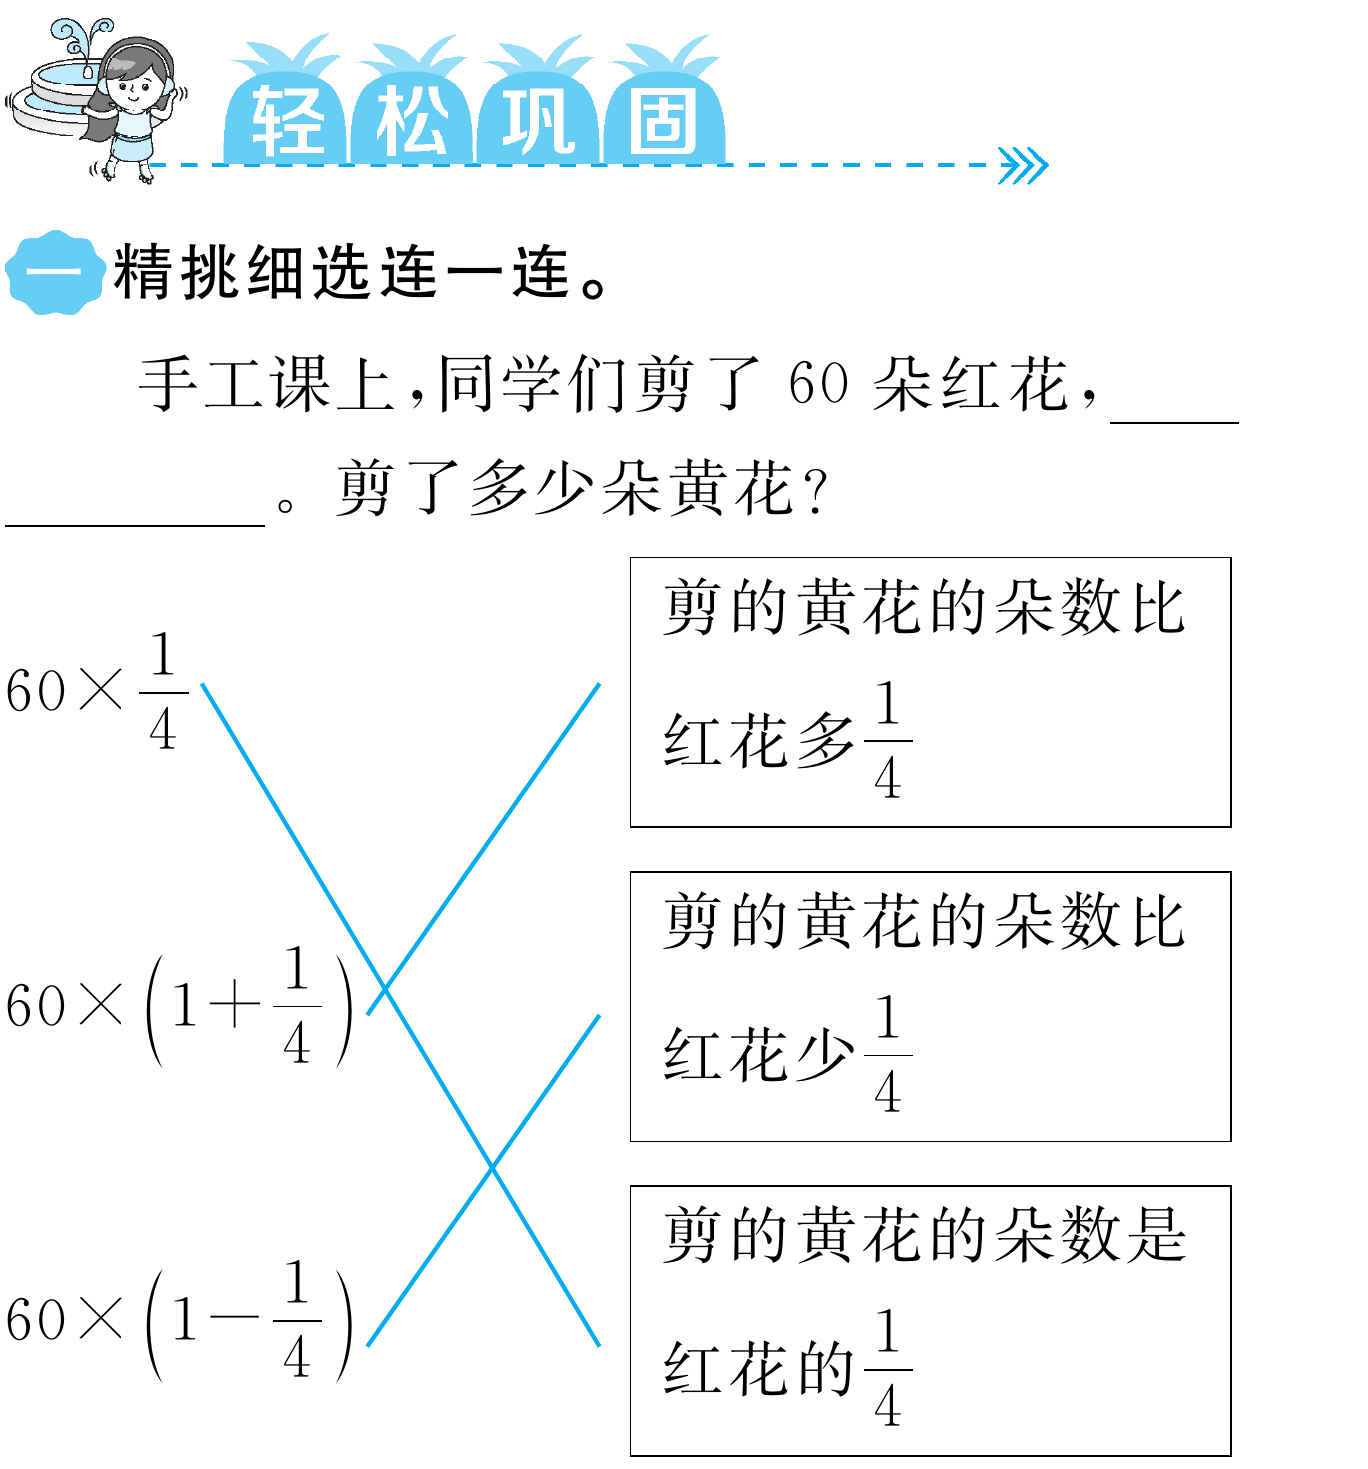 轻松巩固
一 精挑细选连一连。
手工课上,同学们剪了 60 朵红花,____
________。剪了多少朵黄花?
剪的黄花的朵数比
60×1/4
红花多1/4
剪的黄花的朵数比
60×(1+1/4)
红花少1/4
剪的黄花的朵数是
60×(1-1/4)
红花的1/4